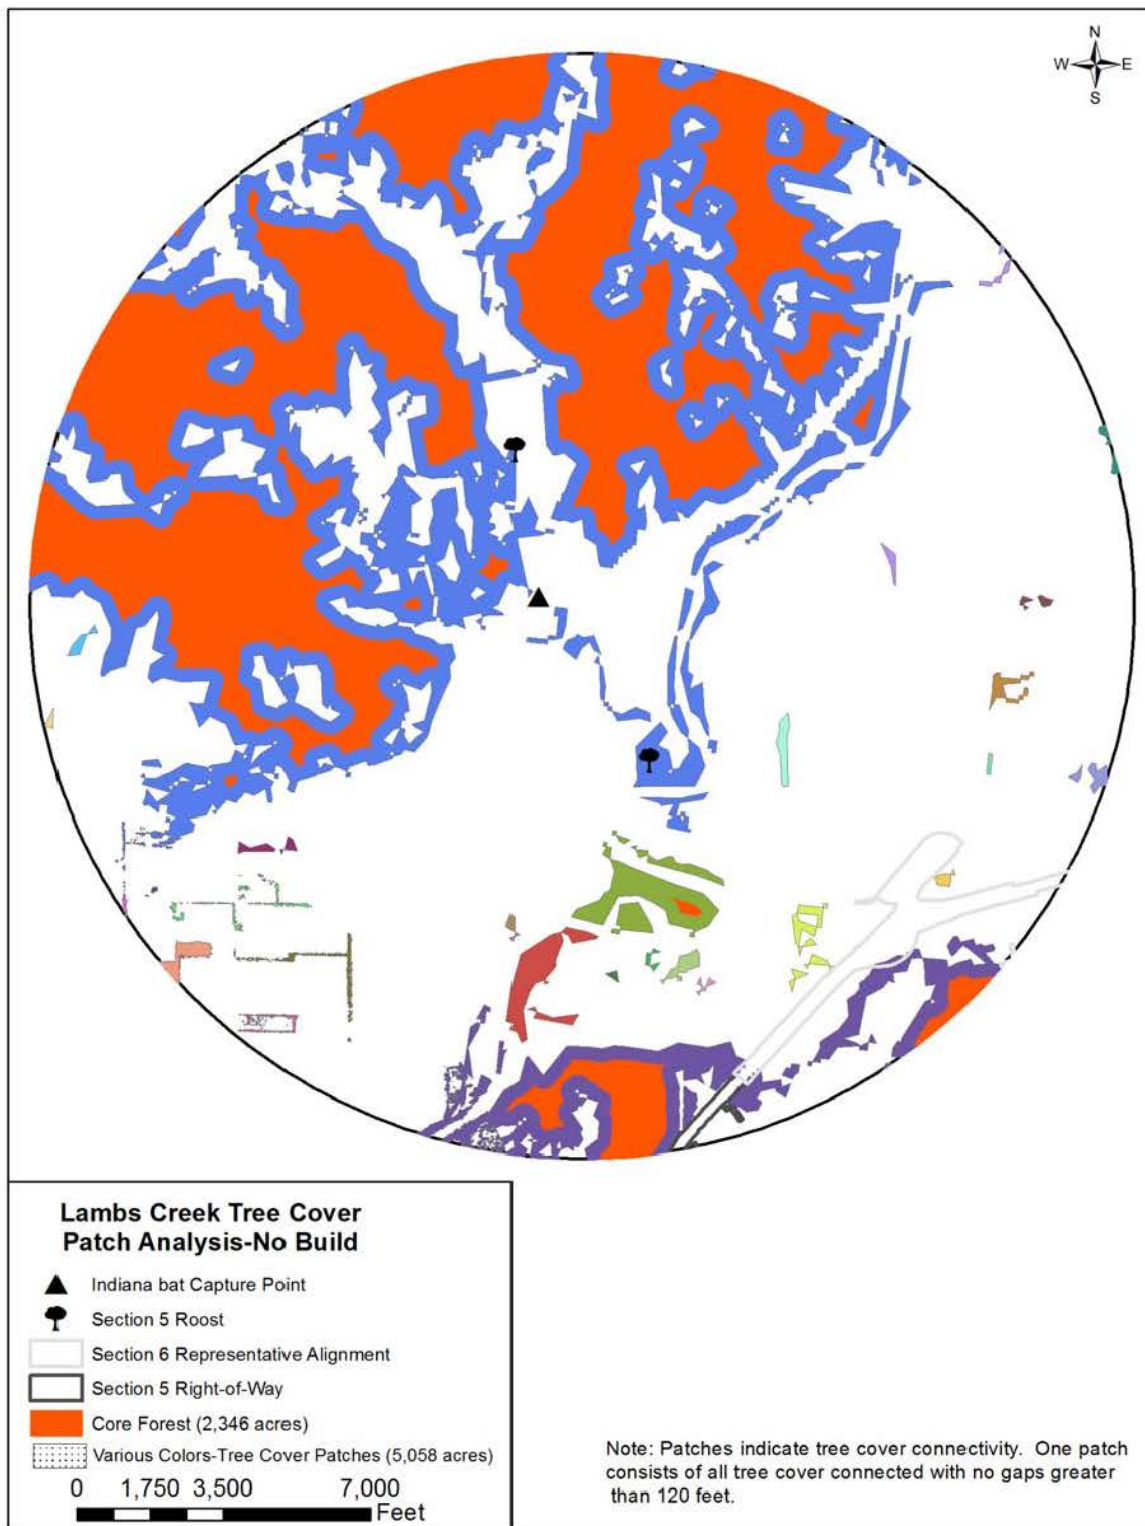 N
W E
S
Lambs Creek Tree Cover
Patch Analysis-No Build
Indiana bat Capture Point
Section 5 Roost
Section 6 Representative Alignment
Section 5 Right-of-Way
Core Forest (2,346 acres)
Various Colors-Tree Cover Patches (5,058 acres)
0 1,750 3,500 7,000
Feet
Note: Patches indicate tree cover connectivity. One patch
consists of all tree cover connected with no gaps greater
than 120 feet.